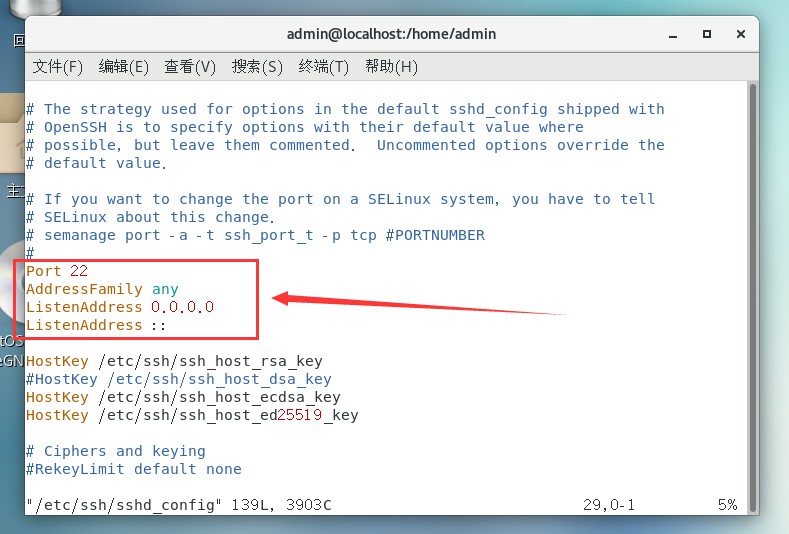 admin@localhost:/home/admin
文件(F) 编辑(E) 查看(V) 搜索(S) 终端(T) 帮助(H)
# The strategy used for options in the default sshd_config shipped with
# OpenSSH is to specify options with their default value where
# possible, but leave them commented.  Uncommented options override the
# default value.
# If you want to change the port on a SELinux system, you have to tell
# SELinux about this change.
# semanage port -a -t ssh_port_t -p tcp #PORTNUMBER
#
Port 22
AddressFamily any
ListenAddress 0.0.0.0
ListenAddress ::
HostKey /etc/ssh/ssh_host_rsa_key
#HostKey /etc/ssh/ssh_host_dsa_key
HostKey /etc/ssh/ssh_host_ecdsa_key
HostKey /etc/ssh/ssh_host_ed25519_key
# Ciphers and keying
#RekeyLimit default none
"/etc/ssh/sshd_config" 139L, 3903C 29,0-1 5%